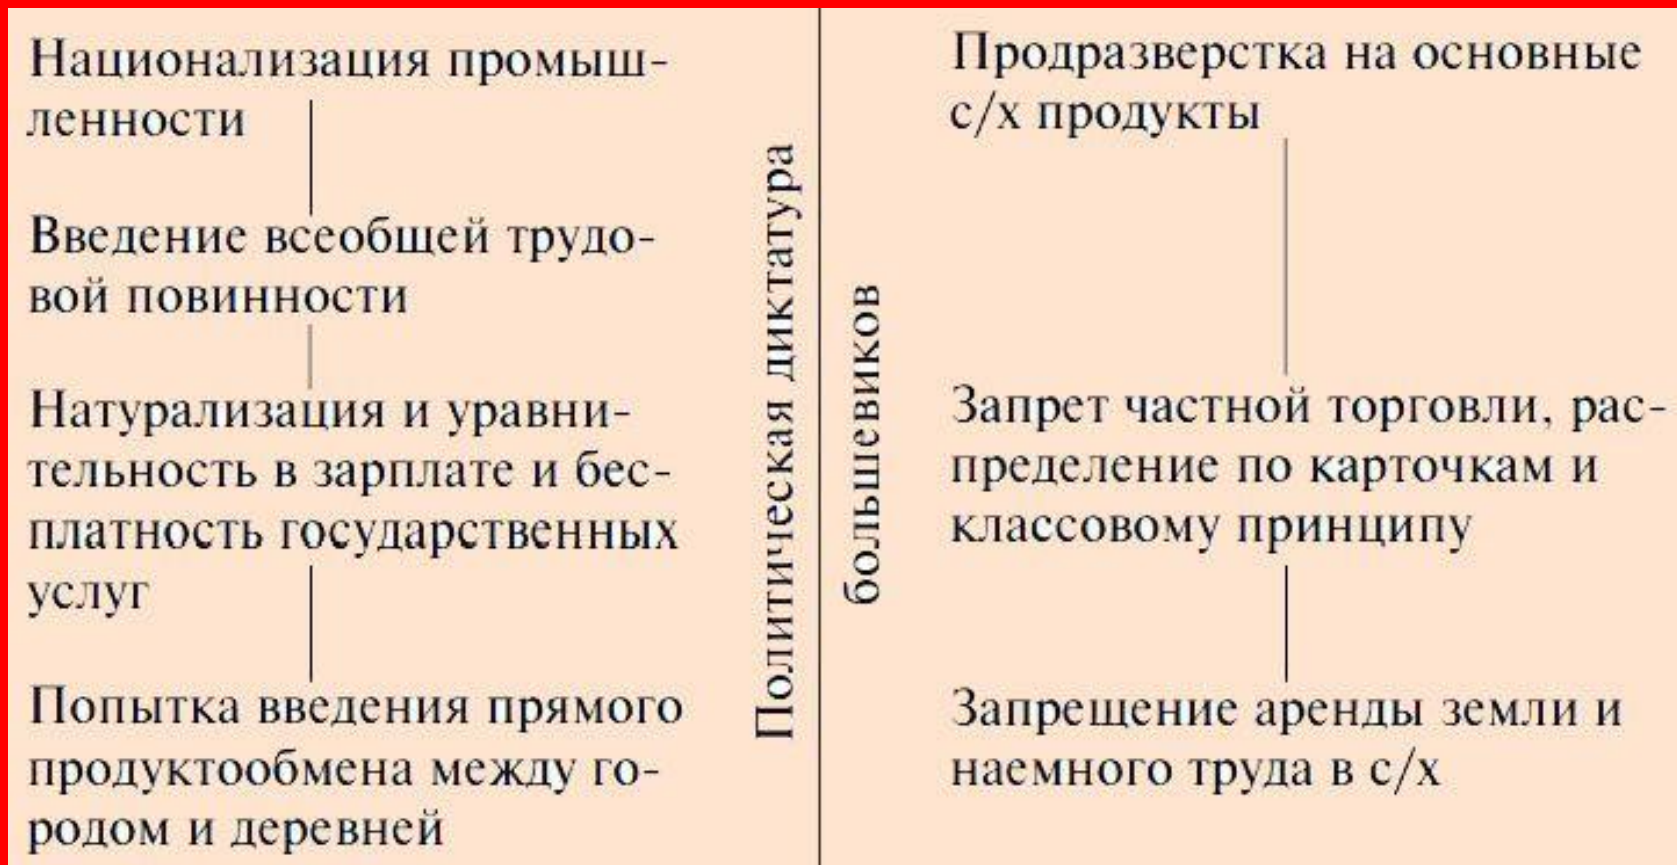 Национализация промыш-
ленности
Введение всеобщей трудо-
вой повинности
Натурализация и уравни-
тельность в зарплате и бес-
платность государственных
услуг
Попытка введения прямого
продуктообмена между го-
родом и деревней
Политическая диктатура
большевиков
Продразверстка на основные
с/х продукты
Запрет частной торговли, рас-
пределение по карточкам и
классовому принципу
Запрещение аренды земли и
наемного труда в с/х